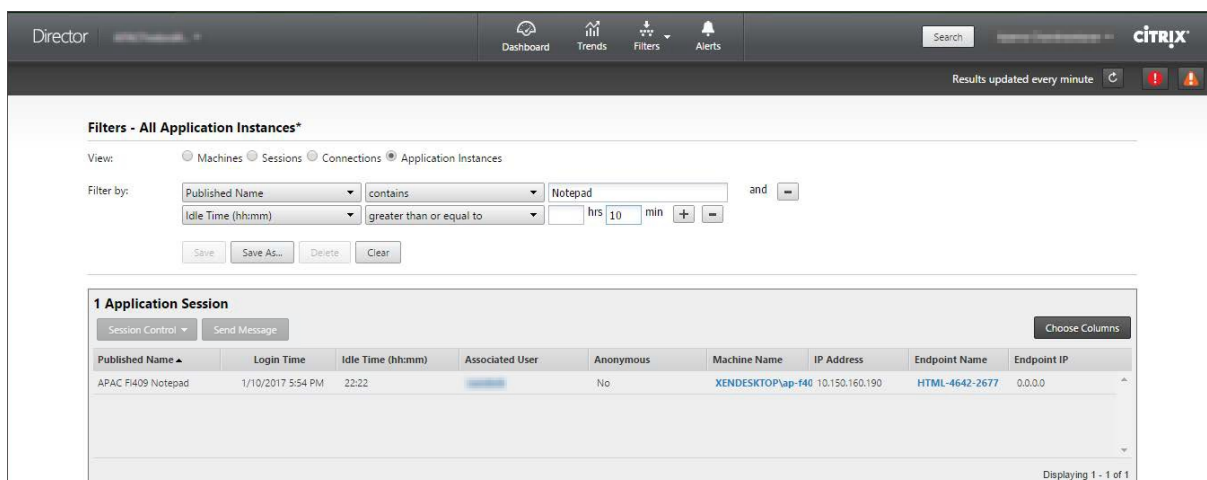 Director
Dashboard
Trends
Filters
Alerts
Search
CİTRIX
Results updated every minute
Filters - All Application Instances*
View: Machines Sessions Connections Application Instances
Filter by: Published Name contains Notepad and
Idle Time (hh:mm) greater than or equal to hrs 10 min + -
Save Save As... Delete Clear
1 Application Session
Session Control Send Message Choose Columns
Published Name Login Time Idle Time (hh:mm) Associated User Anonymous Machine Name IP Address Endpoint Name Endpoint IP
APAC FI409 Notepad 1/10/2017 5:54 PM 22:22 No XENDESKTOP\ap-f40 10.150.160.190 HTML-4642-2677 0.0.0.0
Displaying 1 - 1 of 1